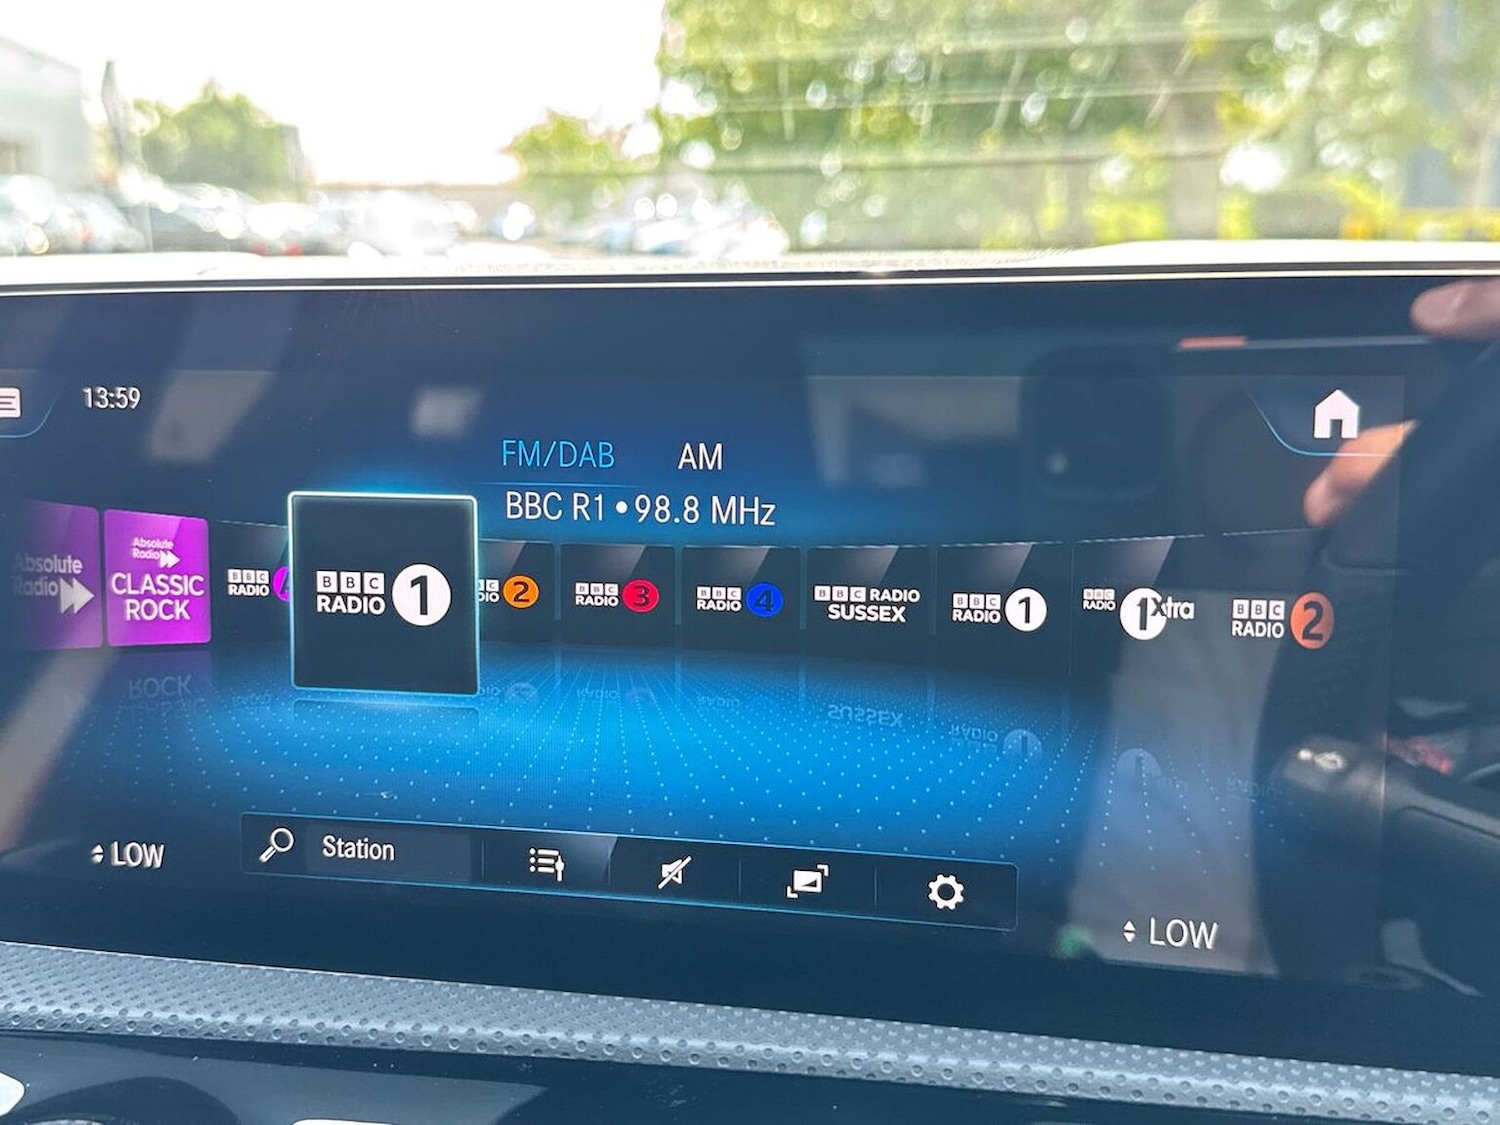 13:59
FM/DAB AM
BBC R1 • 98.8 MHz
Absolute
Radio
Absolute
Radio
CLASSIC
ROCK
BBC
RADIO
BBC
RADIO 1
2
BBC
RADIO 3
BBC
RADIO 4
BBC RADIO
SUSSEX
BBC
RADIO 1
BBC
RADIO 1Xtra
BBC
RADIO 2
LOW
Station
LOW